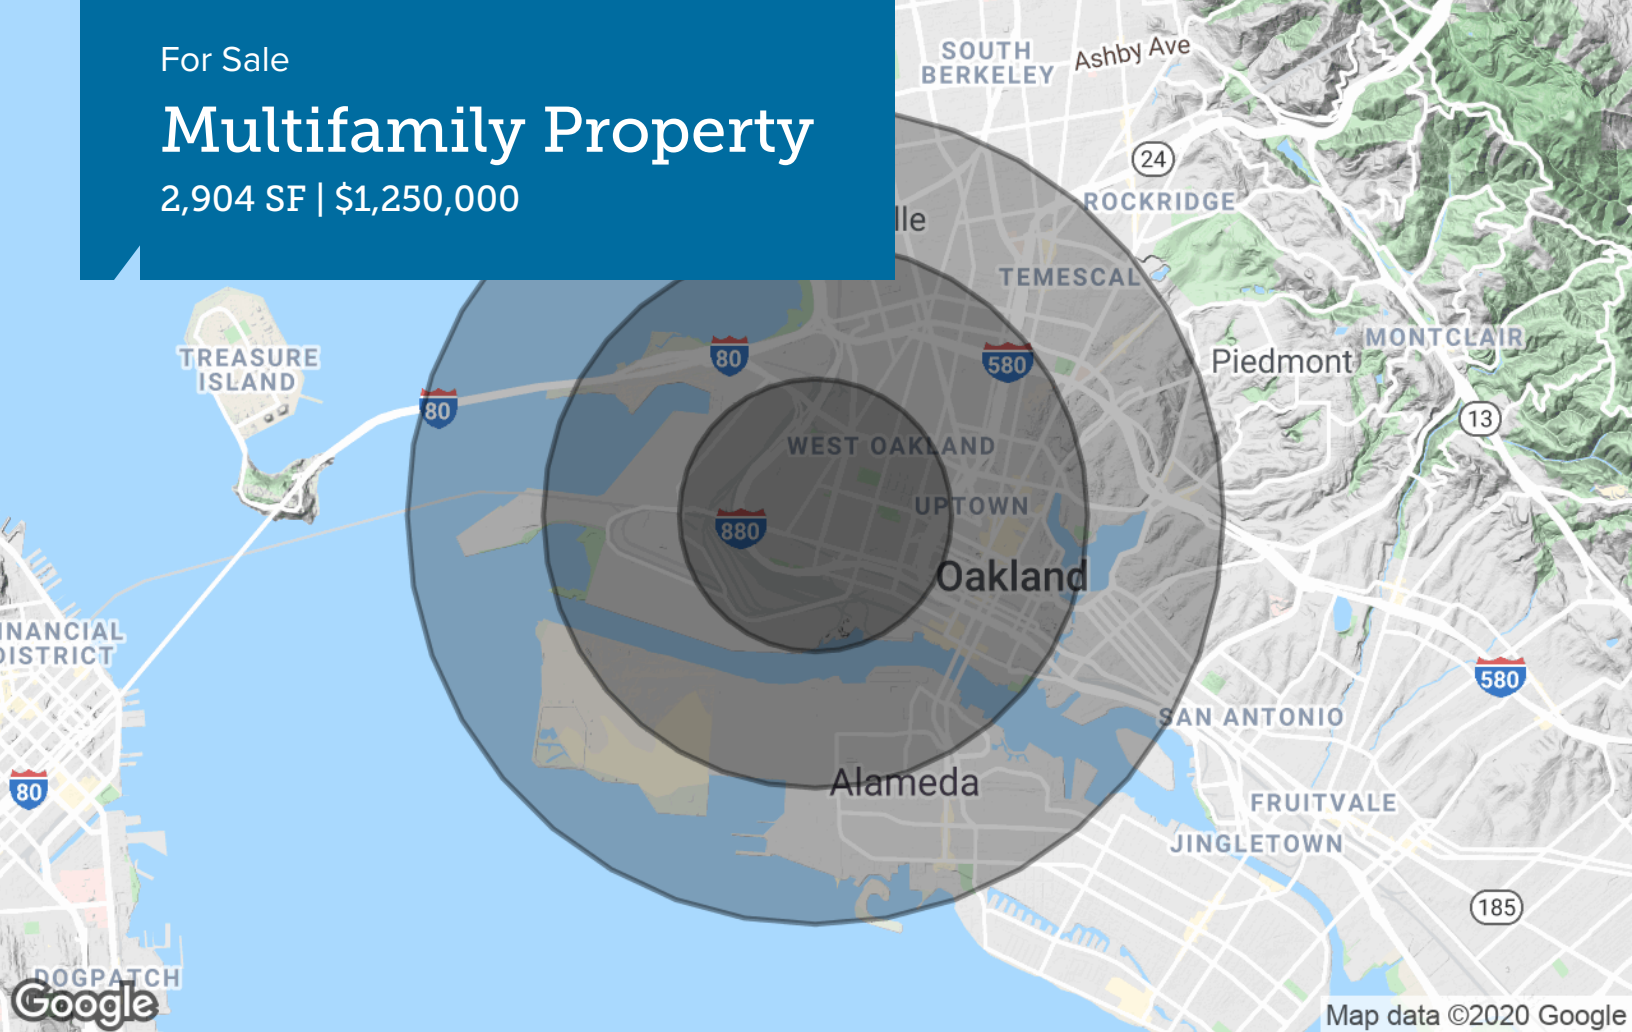 For Sale
Multifamily Property
2,904 SF | $1,250,000
SOUTH
BERKELEY
Ashby Ave
24
ROCKRIDGE
lle
TEMESCAL
TREASURE
ISLAND
80
80
580
MONTCLAIR
Piedmont
13
WEST OAKLAND
UPTOWN
880
Oakland
INANCIAL
DISTRICT
580
SAN ANTONIO
80
Alameda
FRUITVALE
JINGLETOWN
185
DOGPATCH
Google
Map data ©2020 Google